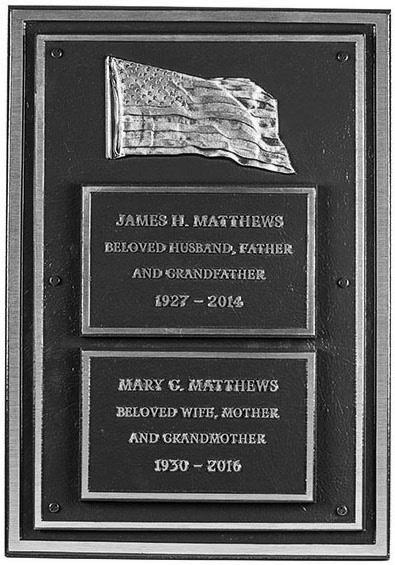 JAMES H. MATTHEWS
BELOVED HUSBAND, FATHER
AND GRANDFATHER
1927 – 2014
MARY C. MATTHEWS
BELOVED WIFE, MOTHER
AND GRANDMOTHER
1930 – 2016